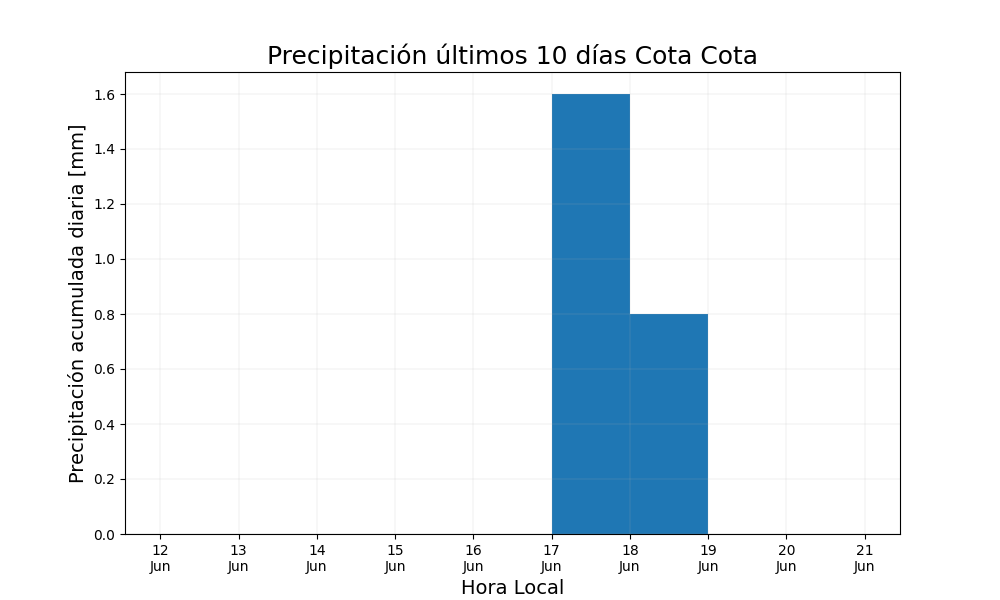 Precipitación últimos 10 días Cota Cota
Precipitación acumulada diaria [mm]
1.6
1.4
1.2
1.0
0.8
0.6
0.4
0.2
0.0
12 13 14 15 16 17 18 19 20 21
Jun Jun Jun Jun Jun Jun Jun Jun Jun Jun
Hora Local